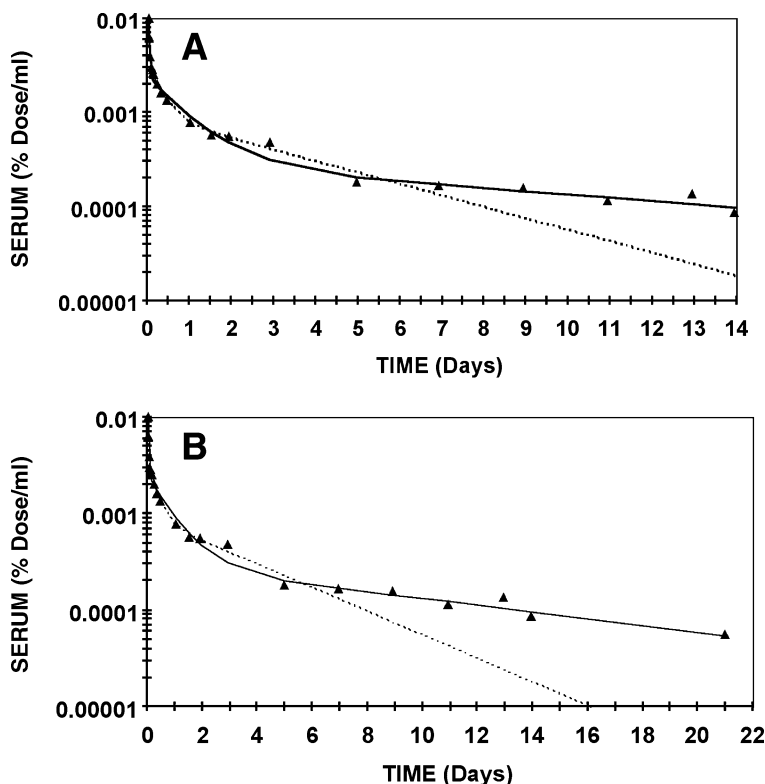 0.01
A
0.001
0.0001
0.00001
SERUM (% Dose/ml)
0 1 2 3 4 5 6 7 8 9 10 11 12 13 14
TIME (Days)
0.01
B
0.001
0.0001
0.00001
SERUM (% Dose/ml)
0 2 4 6 8 10 12 14 16 18 20 22
TIME (Days)